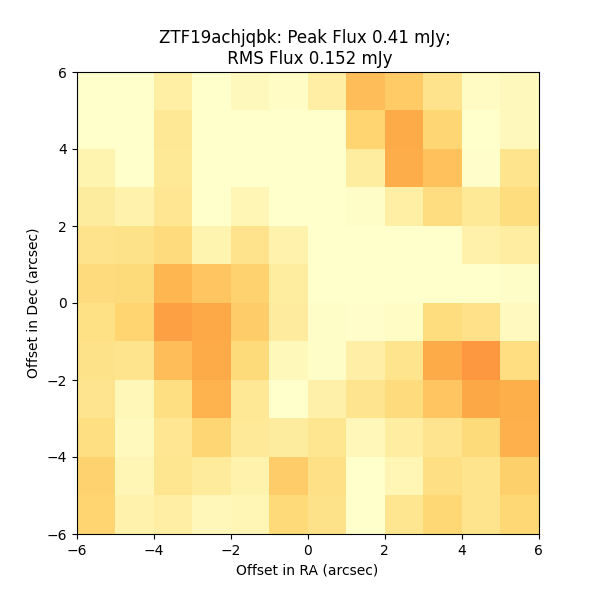 ZTF19achjqbk: Peak Flux 0.41 mJy;
RMS Flux 0.152 mJy
6
4
2
0
−2
−4
−6
Offset in Dec (arcsec)
−6 −4 −2 0 2 4 6
Offset in RA (arcsec)